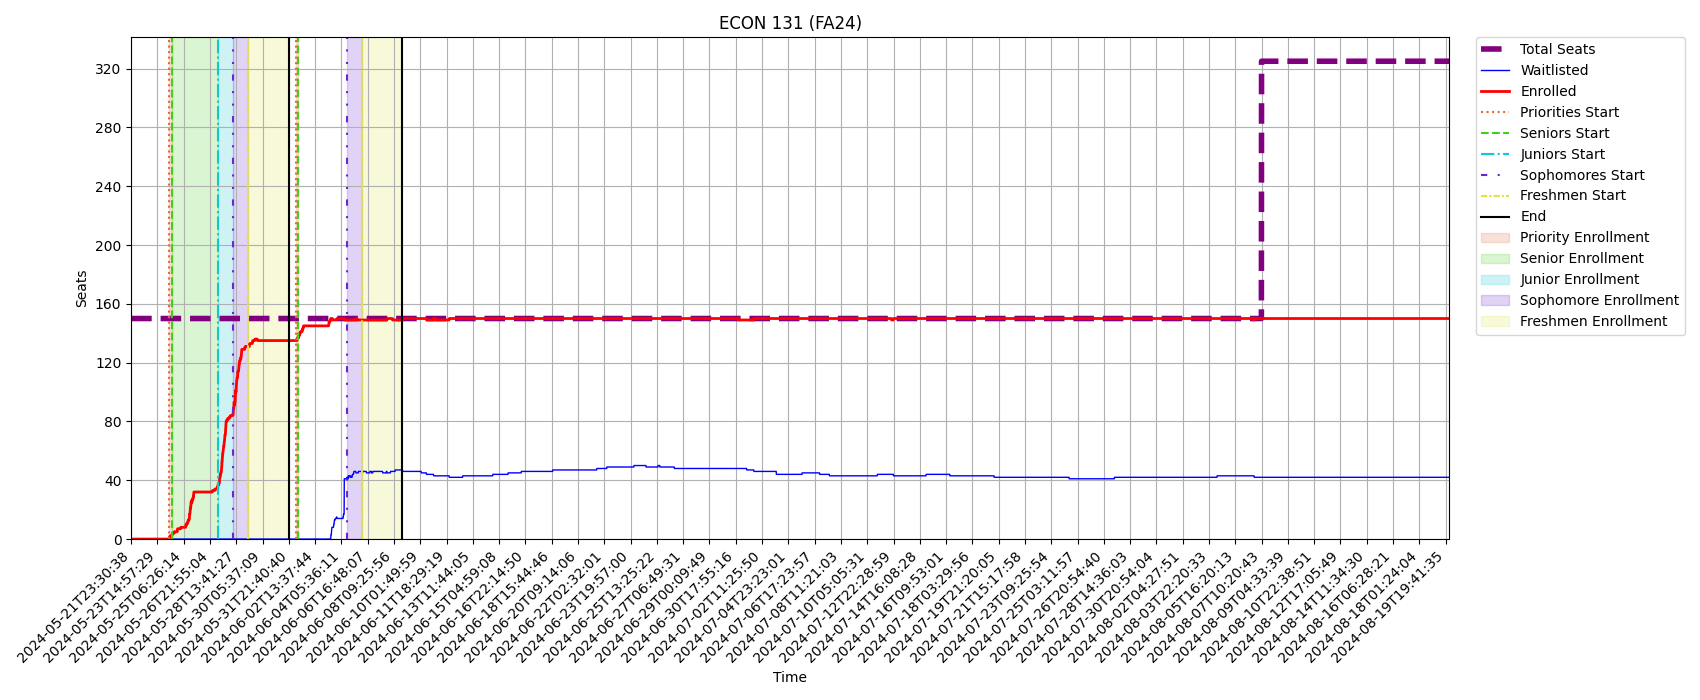 ECON 131 (FA24)
Seats
320
280
240
200
160
120
80
40
0
2024-05-21T23:30:38
2024-05-23T14:57:29
2024-05-25T06:26:14
2024-05-26T21:55:04
2024-05-28T13:41:27
2024-05-30T05:37:09
2024-05-31T21:40:40
2024-06-02T13:37:44
2024-06-04T05:36:11
2024-06-06T16:48:07
2024-06-08T09:25:56
2024-06-10T01:49:59
2024-06-11T18:29:19
2024-06-13T11:44:05
2024-06-15T04:59:08
2024-06-16T22:14:50
2024-06-18T15:44:46
2024-06-20T09:14:06
2024-06-22T02:32:01
2024-06-23T19:57:00
2024-06-25T13:25:22
2024-06-27T06:49:31
2024-06-29T00:09:49
2024-06-30T17:55:16
2024-07-02T11:25:50
2024-07-04T23:23:01
2024-07-06T17:23:57
2024-07-08T11:21:03
2024-07-10T05:05:31
2024-07-12T22:28:59
2024-07-14T16:08:28
2024-07-16T09:53:01
2024-07-18T03:29:56
2024-07-19T21:20:05
2024-07-21T15:17:58
2024-07-23T09:25:54
2024-07-25T03:11:57
2024-07-26T20:54:40
2024-07-28T14:36:03
2024-07-30T20:54:04
2024-08-02T04:27:51
2024-08-03T22:20:33
2024-08-05T16:20:13
2024-08-07T10:20:43
2024-08-09T04:33:39
2024-08-10T22:38:51
2024-08-12T17:05:49
2024-08-14T11:34:30
2024-08-16T06:28:21
2024-08-18T01:24:04
2024-08-19T19:41:35
Time
Total Seats
Waitlisted
Enrolled
Priorities Start
Seniors Start
Juniors Start
Sophomores Start
Freshmen Start
End
Priority Enrollment
Senior Enrollment
Junior Enrollment
Sophomore Enrollment
Freshmen Enrollment